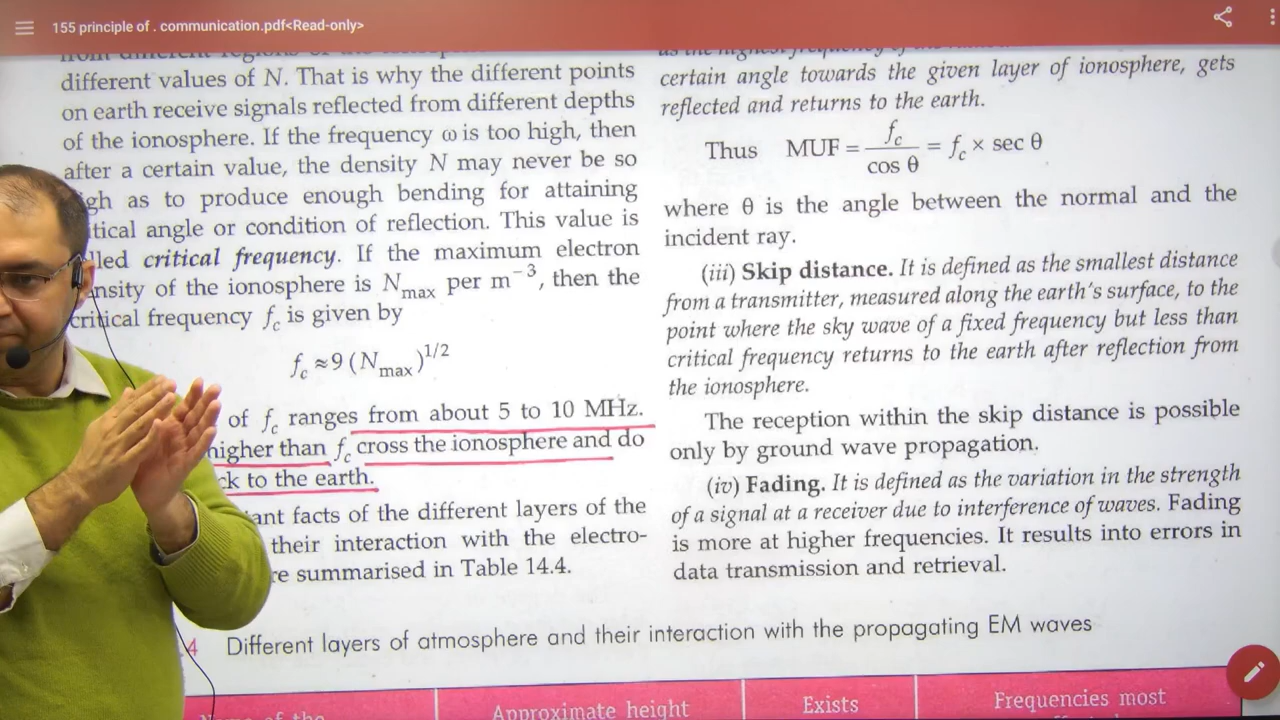 155 principle of . communication.pdf<Read-only>
different values of N. That is why the different points
on earth receive signals reflected from different depths
of the ionosphere. If the frequency ω is too high, then
after a certain value, the density N may never be so
gh as to produce enough bending for attaining
itical angle or condition of reflection. This value is
lled critical frequency. If the maximum electron
nsity of the ionosphere is Nmax per m⁻³, then the
critical frequency fc is given by
fc ≈ 9 (Nmax)^1/2
of fc ranges from about 5 to 10 MHz.
higher than fc cross the ionosphere and do
ck to the earth.
ant facts of the different layers of the
their interaction with the electro-
re summarised in Table 14.4.
certain angle towards the given layer of ionosphere, gets
reflected and returns to the earth.
Thus MUF = fc / cos θ = fc × sec θ
where θ is the angle between the normal and the
incident ray.
(iii) Skip distance. It is defined as the smallest distance
from a transmitter, measured along the earth's surface, to the
point where the sky wave of a fixed frequency but less than
critical frequency returns to the earth after reflection from
the ionosphere.
The reception within the skip distance is possible
only by ground wave propagation.
(iv) Fading. It is defined as the variation in the strength
of a signal at a receiver due to interference of waves. Fading
is more at higher frequencies. It results into errors in
data transmission and retrieval.
4 Different layers of atmosphere and their interaction with the propagating EM waves
Approximate height
Exists
Frequencies most